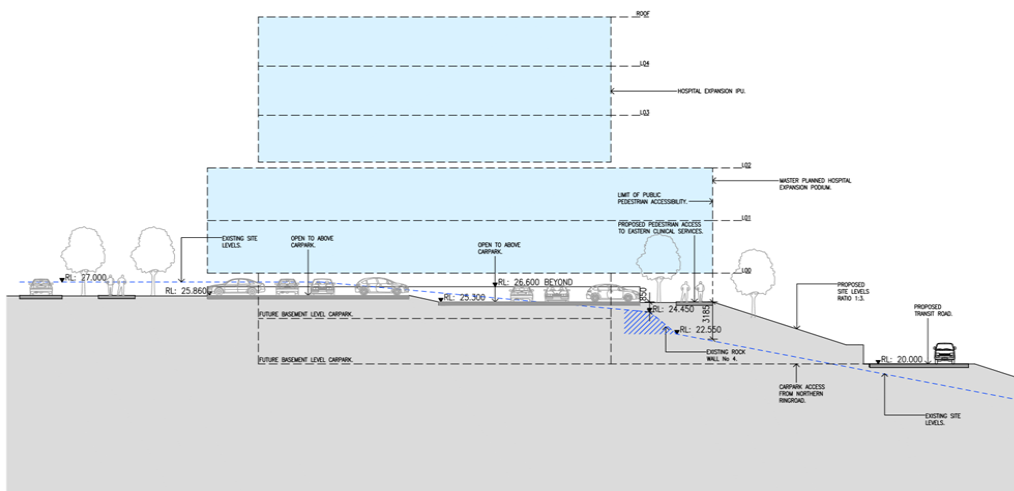 ROOF
L04
HOSPITAL EXPANSION IPU.
L03
L02
MASTER PLANNED HOSPITAL
EXPANSION PODIUM.
LIMIT OF PUBLIC
PEDESTRIAN ACCESSIBILITY.
L01
PROPOSED PEDESTRIAN ACCESS
TO EASTERN CLINICAL SERVICES.
EXISTING SITE
LEVELS.
OPEN TO ABOVE
CARPARK.
OPEN TO ABOVE
CARPARK.
L00
RL: 27.000
RL: 26.600 BEYOND
RL: 25.860
RL: 25.300
850
PROPOSED
SITE LEVELS
RATIO 1:3.
RL: 24.450
3185
PROPOSED
TRANSIT ROAD.
FUTURE BASEMENT LEVEL CARPARK.
RL: 22.550
EXISTING ROCK
WALL No 4.
FUTURE BASEMENT LEVEL CARPARK.
RL: 20.000
CARPARK ACCESS
FROM NORTHERN
RINGROAD.
EXISTING SITE
LEVELS.